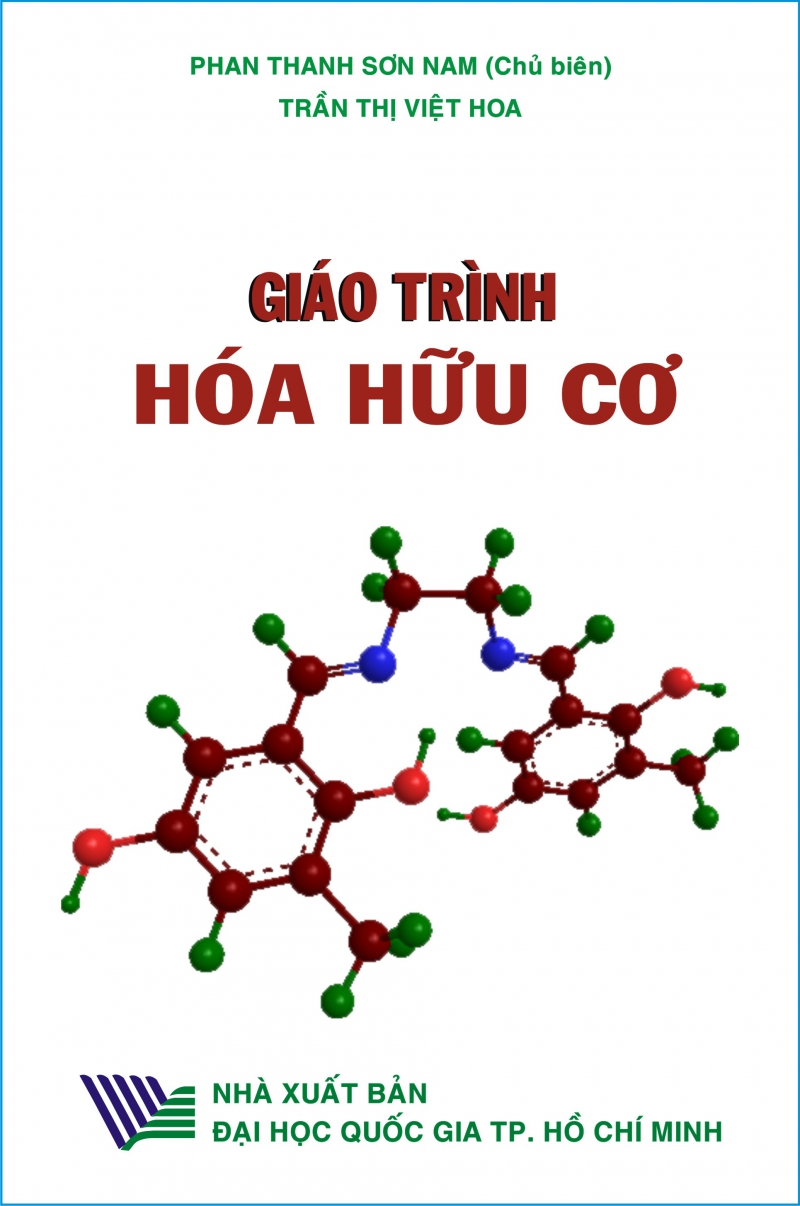 PHAN THANH SƠN NAM (Chủ biên)
TRẦN THỊ VIỆT HOA
GIÁO TRÌNH
HÓA HỮU CƠ
NHÀ XUẤT BẢN
ĐẠI HỌC QUỐC GIA TP. HỒ CHÍ MINH